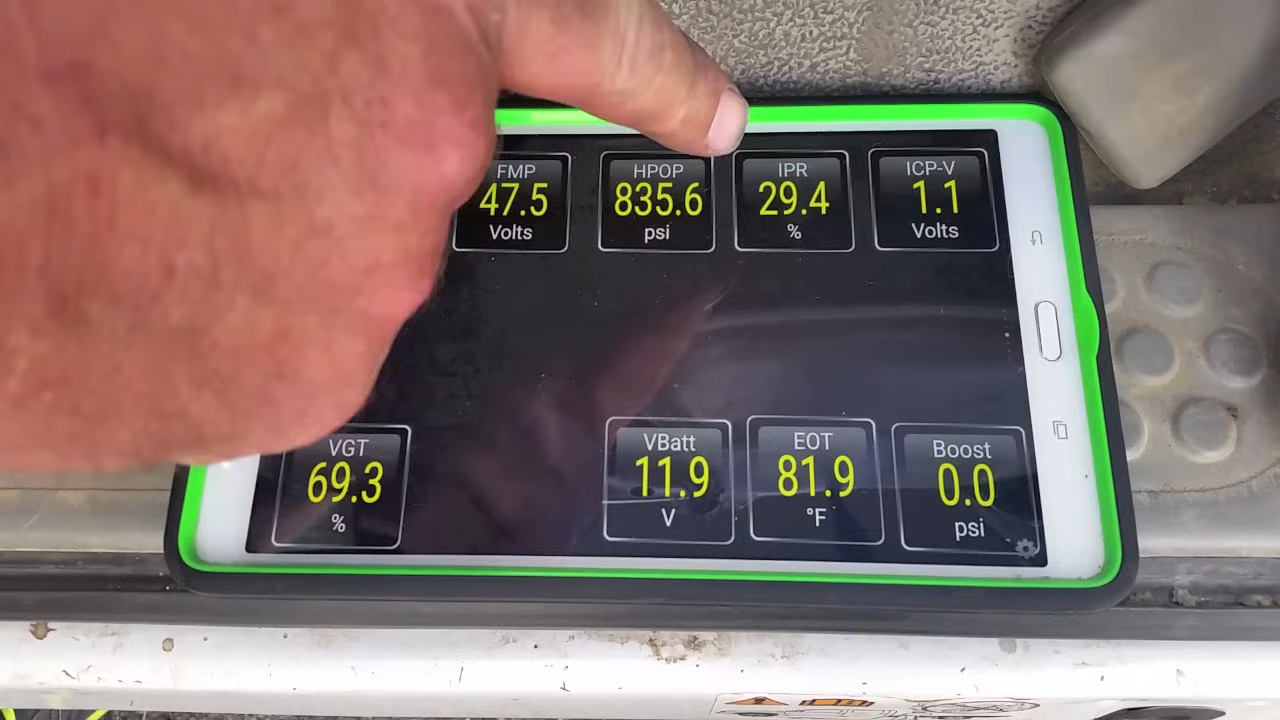 FMP
47.5
Volts
HPOP
835.6
psi
IPR
29.4
%
ICP-V
1.1
Volts
VGT
69.3
%
VBatt
11.9
V
EOT
81.9
°F
Boost
0.0
psi